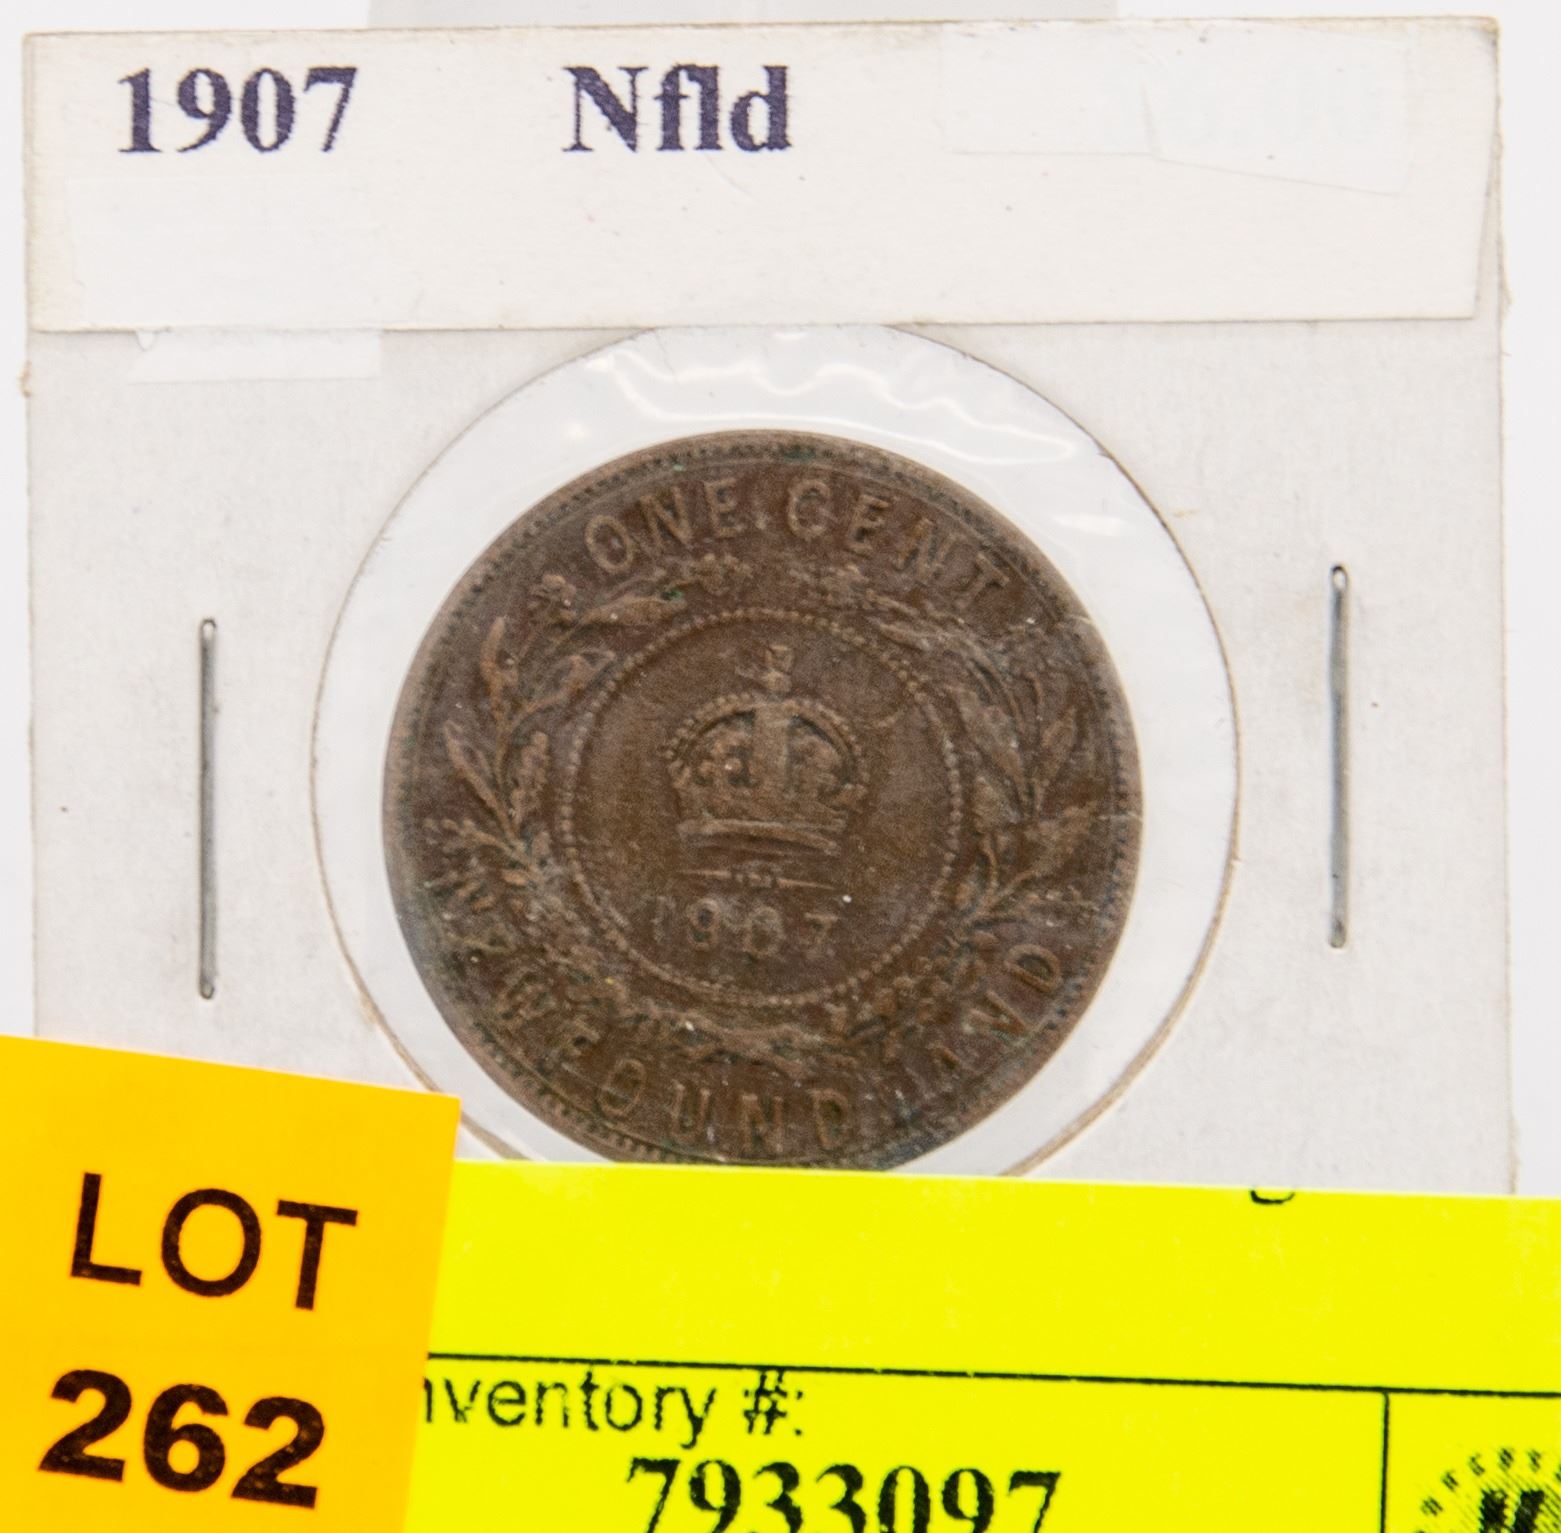 1907 Nfld
ONE CENT
1907
NEWFOUNDLAND
LOT
262
nventory #:
7933097